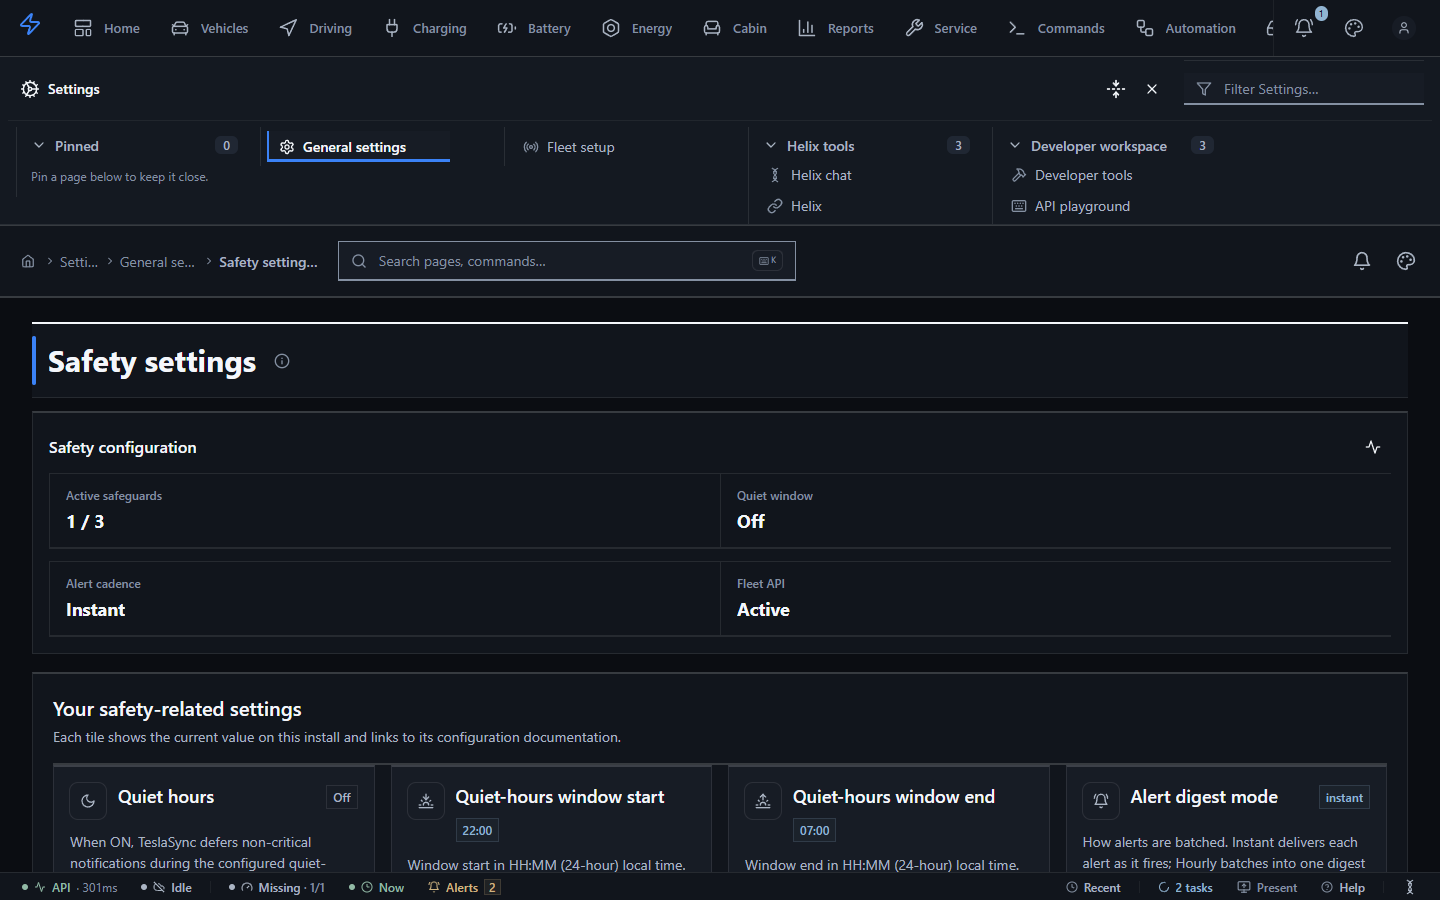 Home Vehicles Driving Charging Battery Energy Cabin Reports Service Commands Automation 1
Settings Filter Settings...
Pinned 0 General settings Fleet setup Helix tools 3 Developer workspace 3
Pin a page below to keep it close. Helix chat Developer tools
Helix API playground
Setti... General se... Safety setting... Search pages, commands... K
Safety settings
Safety configuration
Active safeguards Quiet window
1 / 3 Off
Alert cadence Fleet API
Instant Active
Your safety-related settings
Each tile shows the current value on this install and links to its configuration documentation.
Quiet hours Off Quiet-hours window start Quiet-hours window end Alert digest mode instant
22:00 07:00
When ON, TeslaSync defers non-critical How alerts are batched. Instant delivers each
notifications during the configured quiet- Window start in HH:MM (24-hour) local time. Window end in HH:MM (24-hour) local time. alert as it fires; Hourly batches into one digest
API · 301ms Idle Missing · 1/1 Now Alerts 2 Recent 2 tasks Present Help